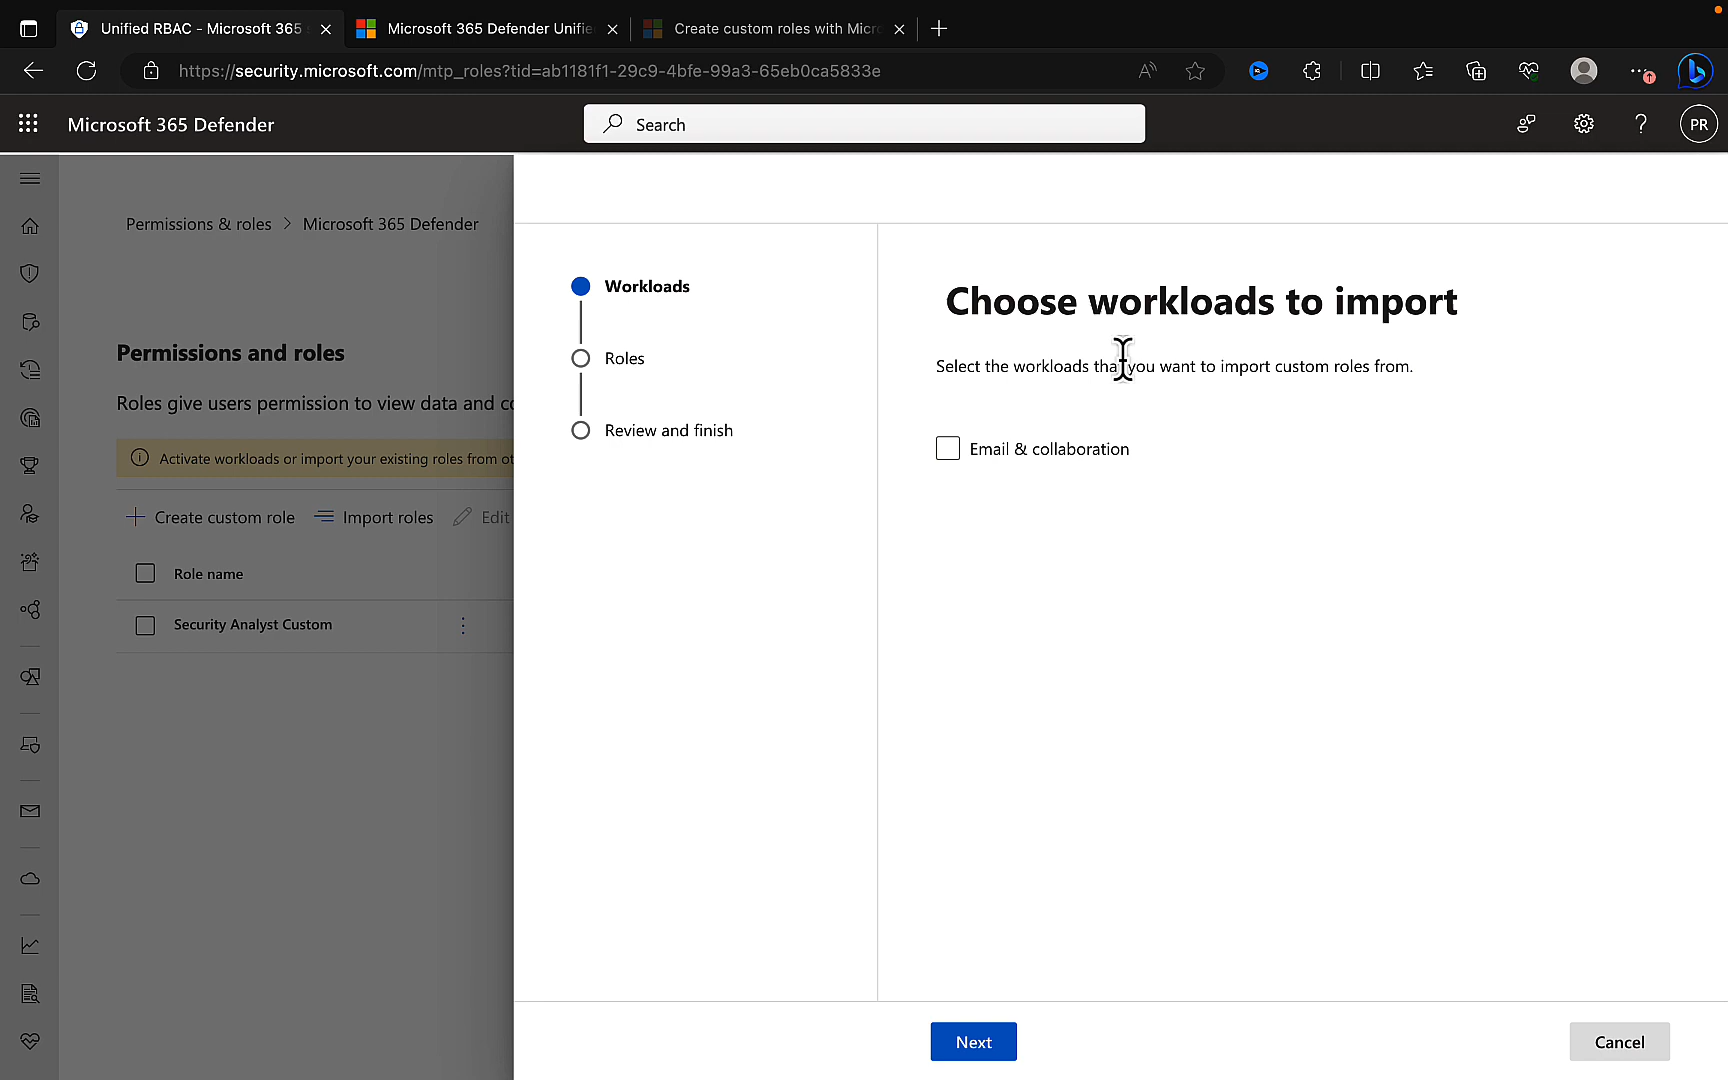 Unified RBAC - Microsoft 365
Microsoft 365 Defender Unifie
Create custom roles with Micro
https://security.microsoft.com/mtp_roles?tid=ab1181f1-29c9-4bfe-99a3-65eb0ca5833e
Microsoft 365 Defender
Search
PR
Permissions & roles > Microsoft 365 Defender
Permissions and roles
Roles give users permission to view data and co
Activate workloads or import your existing roles from ot
Create custom role
Import roles
Edit
Role name
Security Analyst Custom
Workloads
Roles
Review and finish
Choose workloads to import
Select the workloads that you want to import custom roles from.
Email & collaboration
Next
Cancel